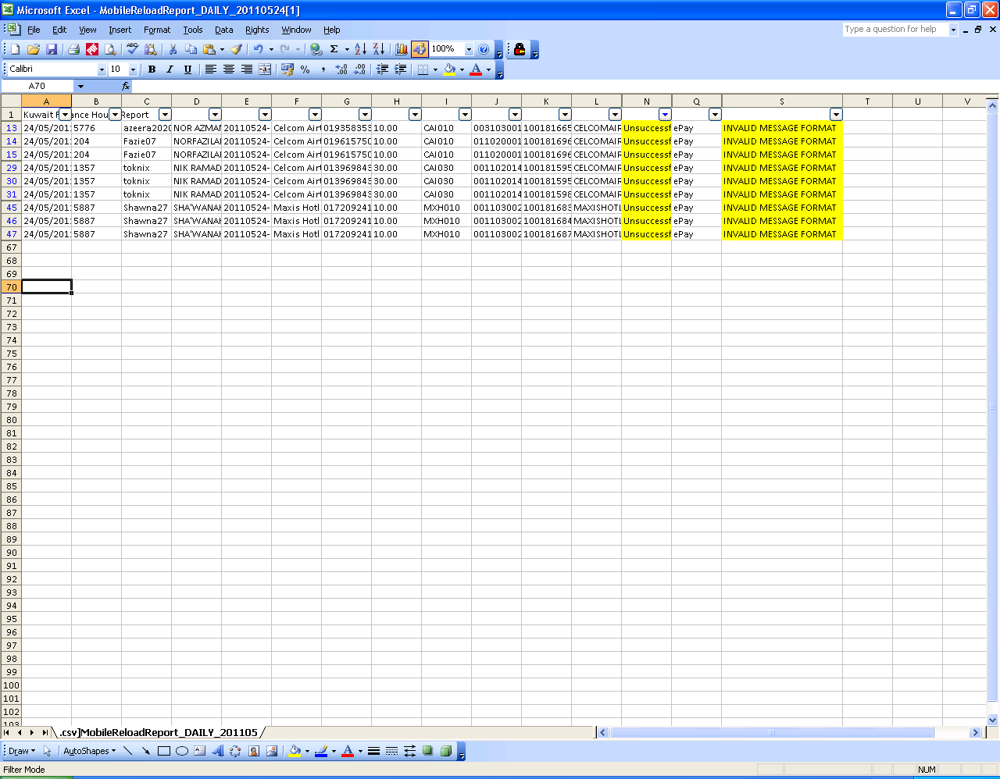 Microsoft Excel - MobileReloadReport_DAILY_20110524[1]
File Edit View Insert Format Tools Data Rights Window Help Type a question for help
100%
Calibri 10 B I U
A70 fx
A B C D E F G H I J K L N Q S T U V
1 Kuwait F ance Hou Report
13 24/05/201 5776 azeera2020 NOR AZMA 20110524- Celcom Air 019358353 10.00 CAI010 003103001 100181665 CELCOMAIR Unsuccessf ePay INVALID MESSAGE FORMAT
14 24/05/201 204 Fazie07 NORFAZILA 20110524- Celcom Air 019615750 10.00 CAI010 011020001 100181696 CELCOMAIR Unsuccessf ePay INVALID MESSAGE FORMAT
15 24/05/201 204 Fazie07 NORFAZILA 20110524- Celcom Air 019615750 10.00 CAI010 011020001 100181698 CELCOMAIR Unsuccessf ePay INVALID MESSAGE FORMAT
29 24/05/201 1357 toknix NIK RAMAD 20110524- Celcom Air 013969843 30.00 CAI030 001102014 100181595 CELCOMAIR Unsuccessf ePay INVALID MESSAGE FORMAT
30 24/05/201 1357 toknix NIK RAMAD 20110524- Celcom Air 013969843 30.00 CAI030 001102014 100181595 CELCOMAIR Unsuccessf ePay INVALID MESSAGE FORMAT
31 24/05/201 1357 toknix NIK RAMAD 20110524- Celcom Air 013969843 30.00 CAI030 001102014 100181598 CELCOMAIR Unsuccessf ePay INVALID MESSAGE FORMAT
45 24/05/201 5887 Shawna27 SHA'WANAH 20110524- Maxis Hotl 017209241 10.00 MXH010 001103002 100181683 MAXISHOTL Unsuccessf ePay INVALID MESSAGE FORMAT
46 24/05/201 5887 Shawna27 SHA'WANAH 20110524- Maxis Hotl 017209241 10.00 MXH010 001103002 100181684 MAXISHOTL Unsuccessf ePay INVALID MESSAGE FORMAT
47 24/05/201 5887 Shawna27 SHA'WANAH 20110524- Maxis Hotl 017209241 10.00 MXH010 001103002 100181687 MAXISHOTL Unsuccessf ePay INVALID MESSAGE FORMAT
67
68
69
70
71
72
73
74
75
76
77
78
79
80
81
82
83
84
85
86
87
88
89
90
91
92
93
94
95
96
97
98
99
100
101
102
103
.csv]MobileReloadReport_DAILY_201105
Draw AutoShapes
Filter Mode NUM